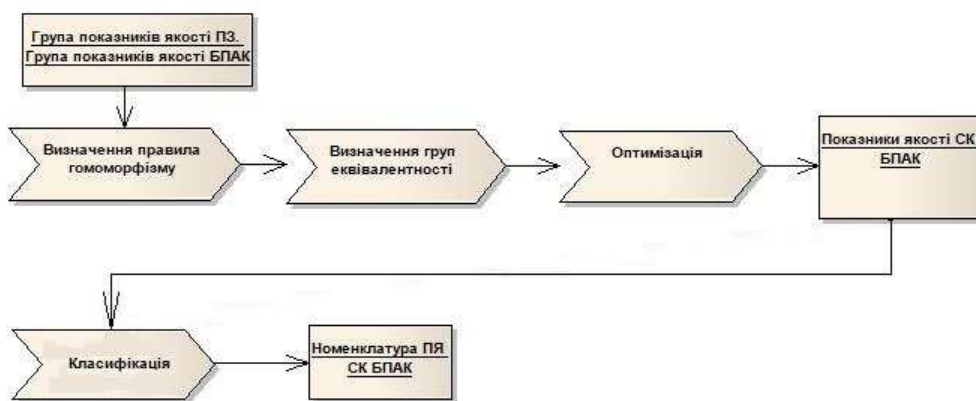 Група показників якості ПЗ.
Група показників якості БПАК
Визначення правила
гомоморфізму
Визначення груп
еквівалентності
Оптимізація
Показники якості СК
БПАК
Класифікація
Номенклатура ПЯ
СК БПАК